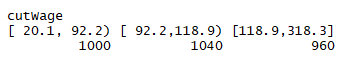 cutWage
[ 20.1, 92.2) [ 92.2,118.9) [118.9,318.3]
1000 1040 960